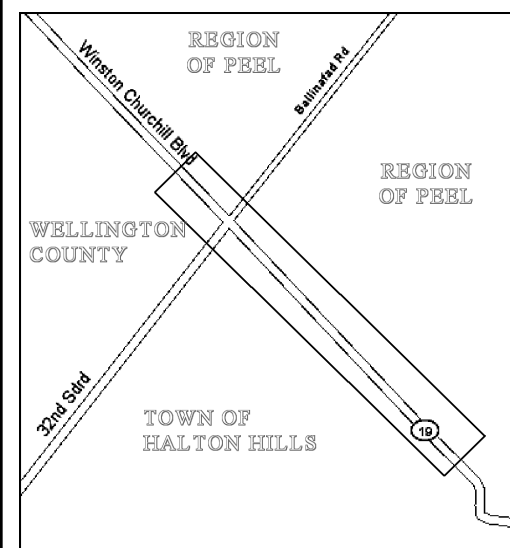 REGION
OF PEEL
Winston Churchill Blvd
Ballinafad Rd
REGION
OF PEEL
WELLINGTON
COUNTY
32nd Sdrd
TOWN OF
HALTON HILLS
19